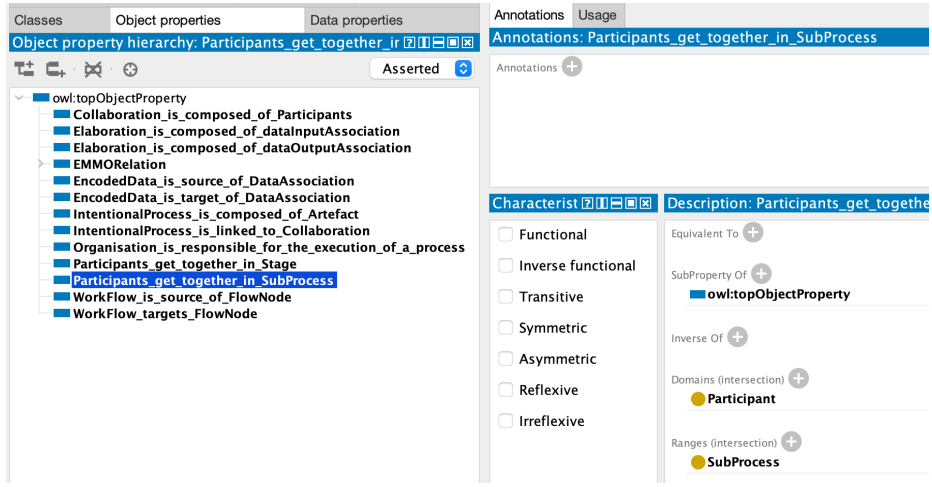 Classes Object properties Data properties
Object property hierarchy: Participants_get_together_ir
Asserted
owl:topObjectProperty
Collaboration_is_composed_of_Participants
Elaboration_is_composed_of_dataInputAssociation
Elaboration_is_composed_of_dataOutputAssociation
EMMORelation
EncodedData_is_source_of_DataAssociation
EncodedData_is_target_of_DataAssociation
IntentionalProcess_is_composed_of_Artefact
IntentionalProcess_is_linked_to_Collaboration
Organisation_is_responsible_for_the_execution_of_a_process
Participants_get_together_in_Stage
Participants_get_together_in_SubProcess
WorkFlow_is_source_of_FlowNode
WorkFlow_targets_FlowNode
Annotations Usage
Annotations: Participants_get_together_in_SubProcess
Annotations
Characterist
Functional
Inverse functional
Transitive
Symmetric
Asymmetric
Reflexive
Irreflexive
Description: Participants_get_togethe
Equivalent To
SubProperty Of
owl:topObjectProperty
Inverse Of
Domains (intersection)
Participant
Ranges (intersection)
SubProcess